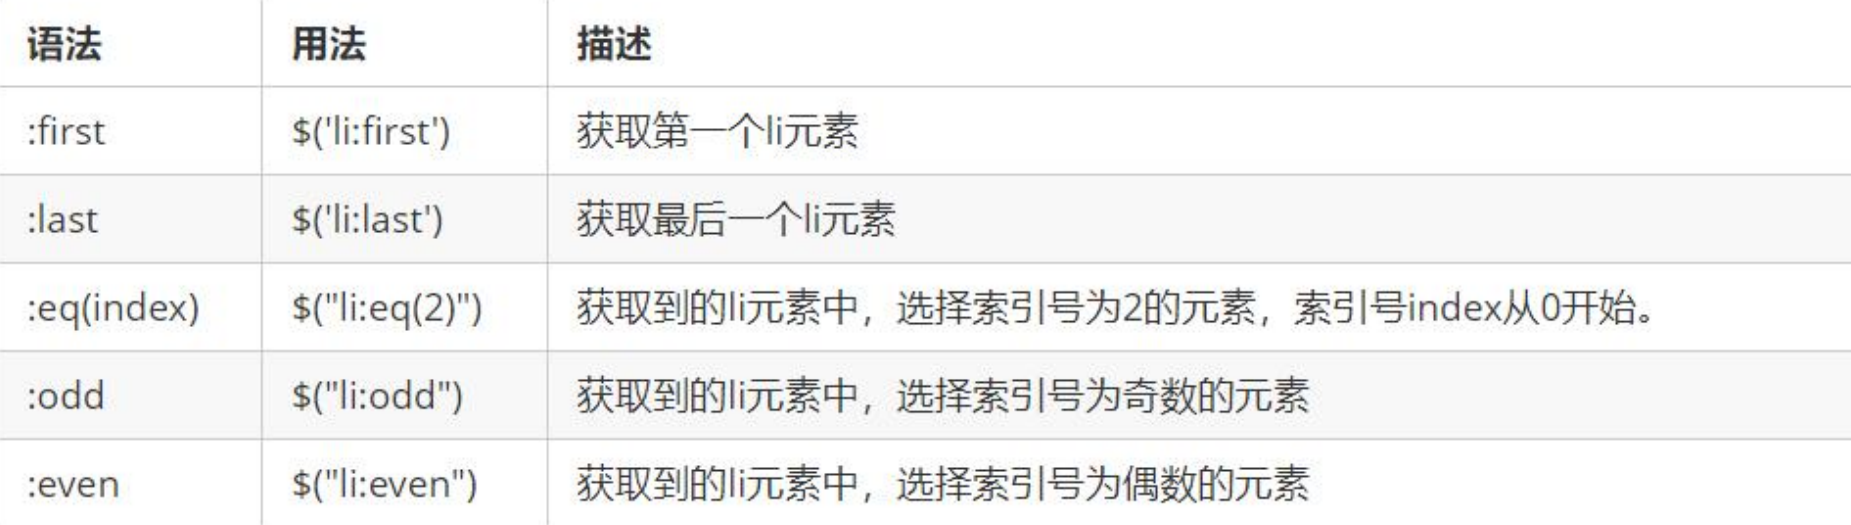 语法 用法 描述
:first $('li:first') 获取第一个li元素
:last $('li:last') 获取最后一个li元素
:eq(index) $("li:eq(2)") 获取到的li元素中，选择索引号为2的元素，索引号index从0开始。
:odd $("li:odd") 获取到的li元素中，选择索引号为奇数的元素
:even $("li:even") 获取到的li元素中，选择索引号为偶数的元素